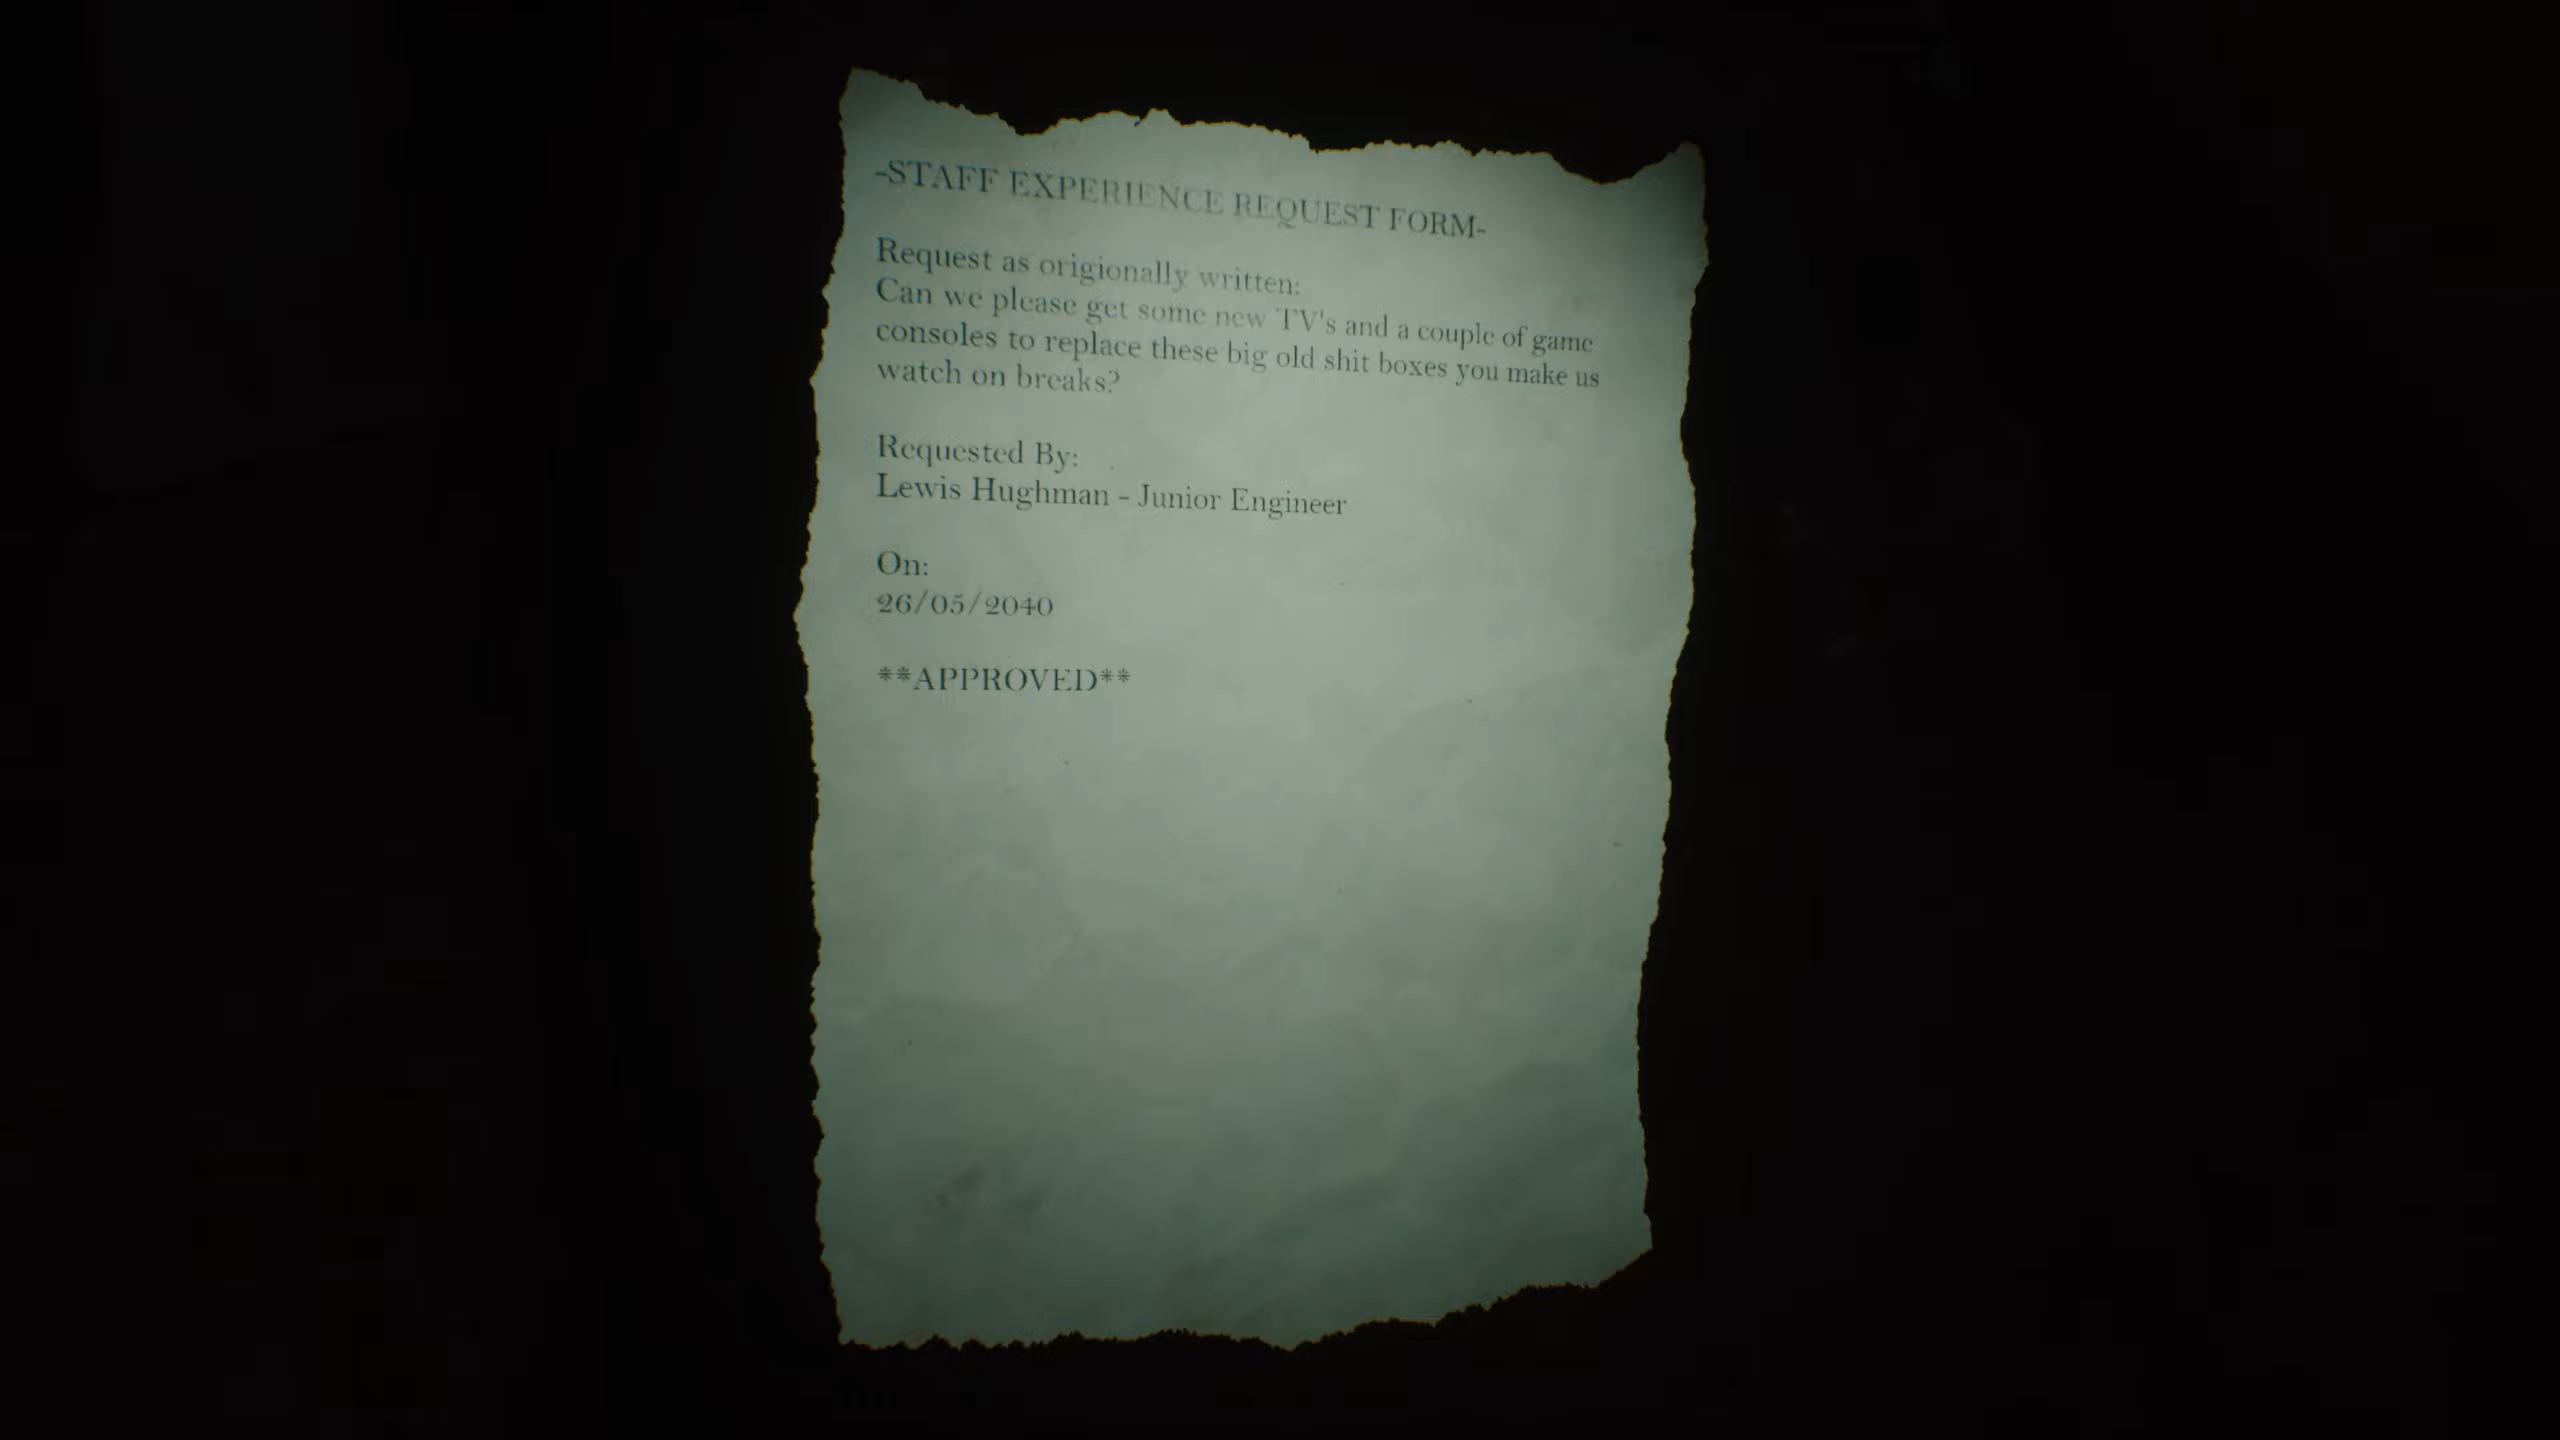 -STAFF EXPERIENCE REQUEST FORM-
Request as origionally written:
Can we please get some new TV's and a couple of game
consoles to replace these big old shit boxes you make us
watch on breaks?
Requested By:
Lewis Hughman - Junior Engineer
On:
26/05/2040
**APPROVED**